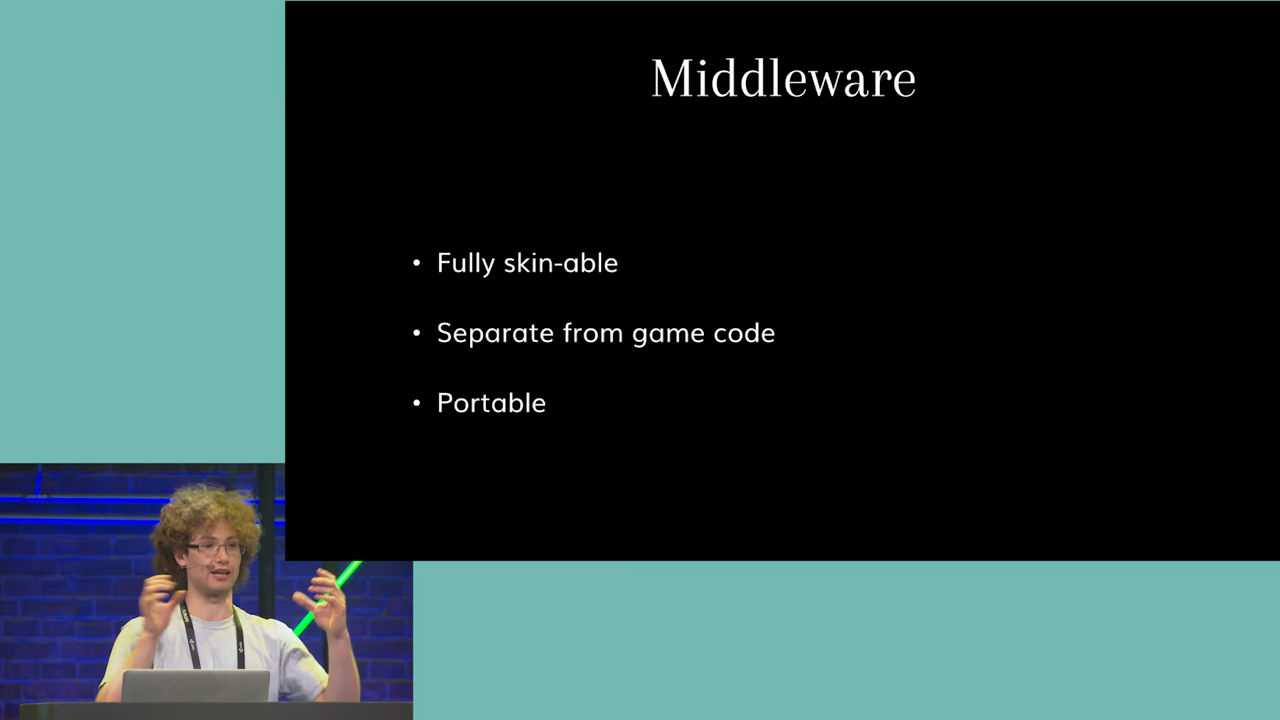 Middleware
• Fully skin-able
• Separate from game code
• Portable